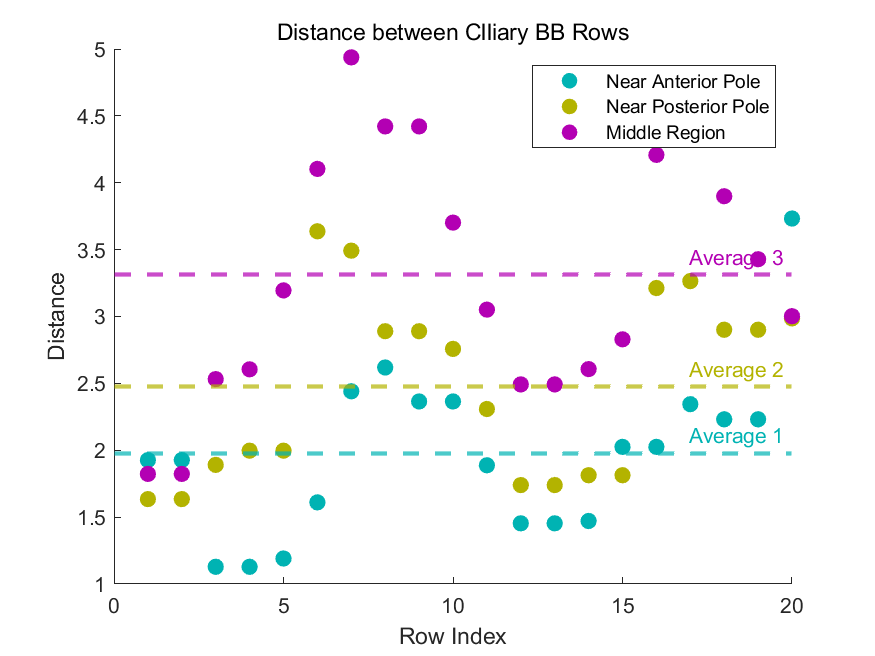 Distance between CIliary BB Rows
5
4.5
4
3.5
3
2.5
2
1.5
1
Distance
Near Anterior Pole
Near Posterior Pole
Middle Region
Average 3
Average 2
Average 1
0
5
10
15
20
Row Index